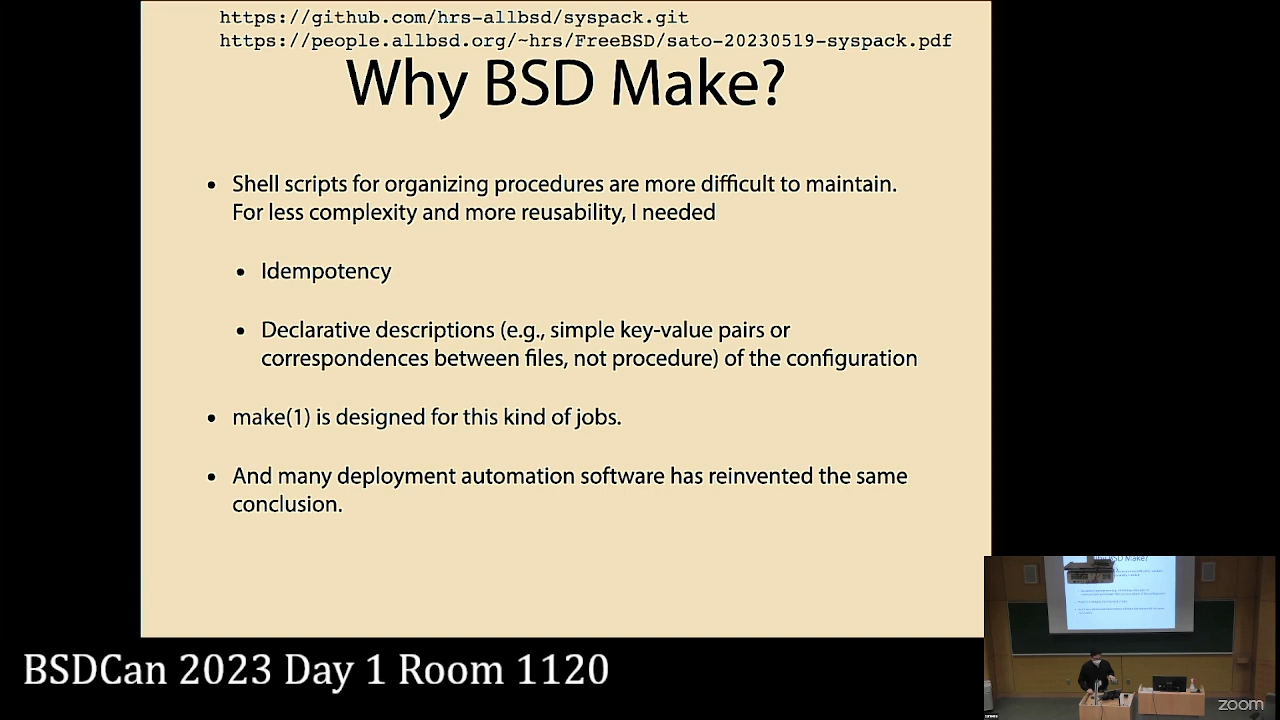 https://github.com/hrs-allbsd/syspack.git
https://people.allbsd.org/~hrs/FreeBSD/sato-20230519-syspack.pdf
Why BSD Make?
• Shell scripts for organizing procedures are more difficult to maintain.
For less complexity and more reusability, I needed
• Idempotency
• Declarative descriptions (e.g., simple key-value pairs or
correspondences between files, not procedure) of the configuration
• make(1) is designed for this kind of jobs.
• And many deployment automation software has reinvented the same
conclusion.
Why BSD Make?
BSDCan 2023 Day 1 Room 1120
zoom